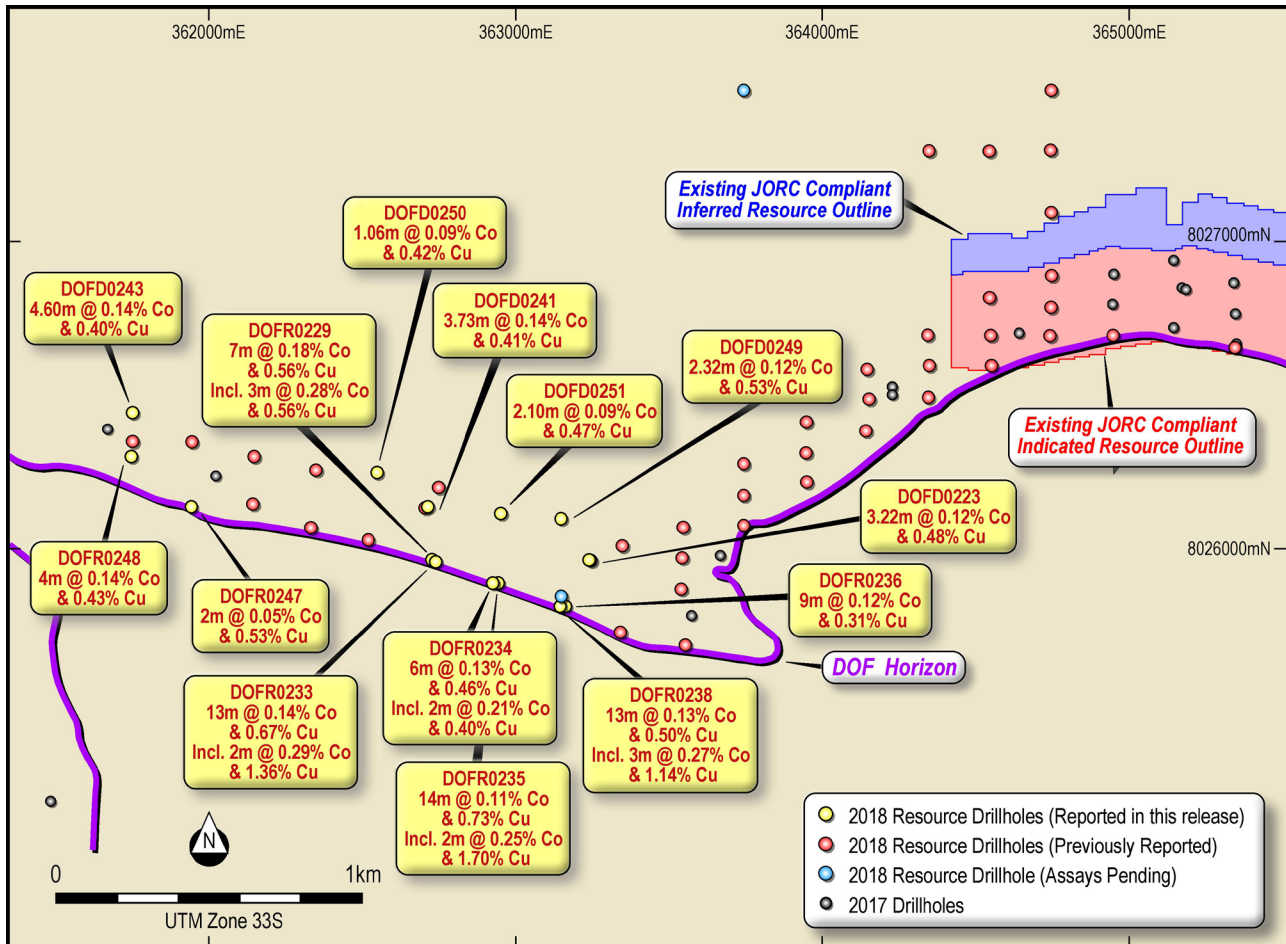 362000mE
363000mE
364000mE
365000mE
Existing JORC Compliant
Inferred Resource Outline
8027000mN
DOFD0250
1.06m @ 0.09% Co
& 0.42% Cu
DOFD0243
4.60m @ 0.14% Co
& 0.40% Cu
DOFD0241
3.73m @ 0.14% Co
& 0.41% Cu
DOFR0229
7m @ 0.18% Co
& 0.56% Cu
Incl. 3m @ 0.28% Co
& 0.56% Cu
DOFD0249
2.32m @ 0.12% Co
& 0.53% Cu
DOFD0251
2.10m @ 0.09% Co
& 0.47% Cu
Existing JORC Compliant
Indicated Resource Outline
DOFD0223
3.22m @ 0.12% Co
& 0.48% Cu
8026000mN
DOFR0248
4m @ 0.14% Co
& 0.43% Cu
DOFR0247
2m @ 0.05% Co
& 0.53% Cu
DOFR0236
9m @ 0.12% Co
& 0.31% Cu
DOFR0234
6m @ 0.13% Co
& 0.46% Cu
Incl. 2m @ 0.21% Co
& 0.40% Cu
DOF Horizon
DOFR0233
13m @ 0.14% Co
& 0.67% Cu
Incl. 2m @ 0.29% Co
& 1.36% Cu
DOFR0238
13m @ 0.13% Co
& 0.50% Cu
Incl. 3m @ 0.27% Co
& 1.14% Cu
DOFR0235
14m @ 0.11% Co
& 0.73% Cu
Incl. 2m @ 0.25% Co
& 1.70% Cu
N
0 1km
UTM Zone 33S
2018 Resource Drillholes (Reported in this release)
2018 Resource Drillholes (Previously Reported)
2018 Resource Drillhole (Assays Pending)
2017 Drillholes